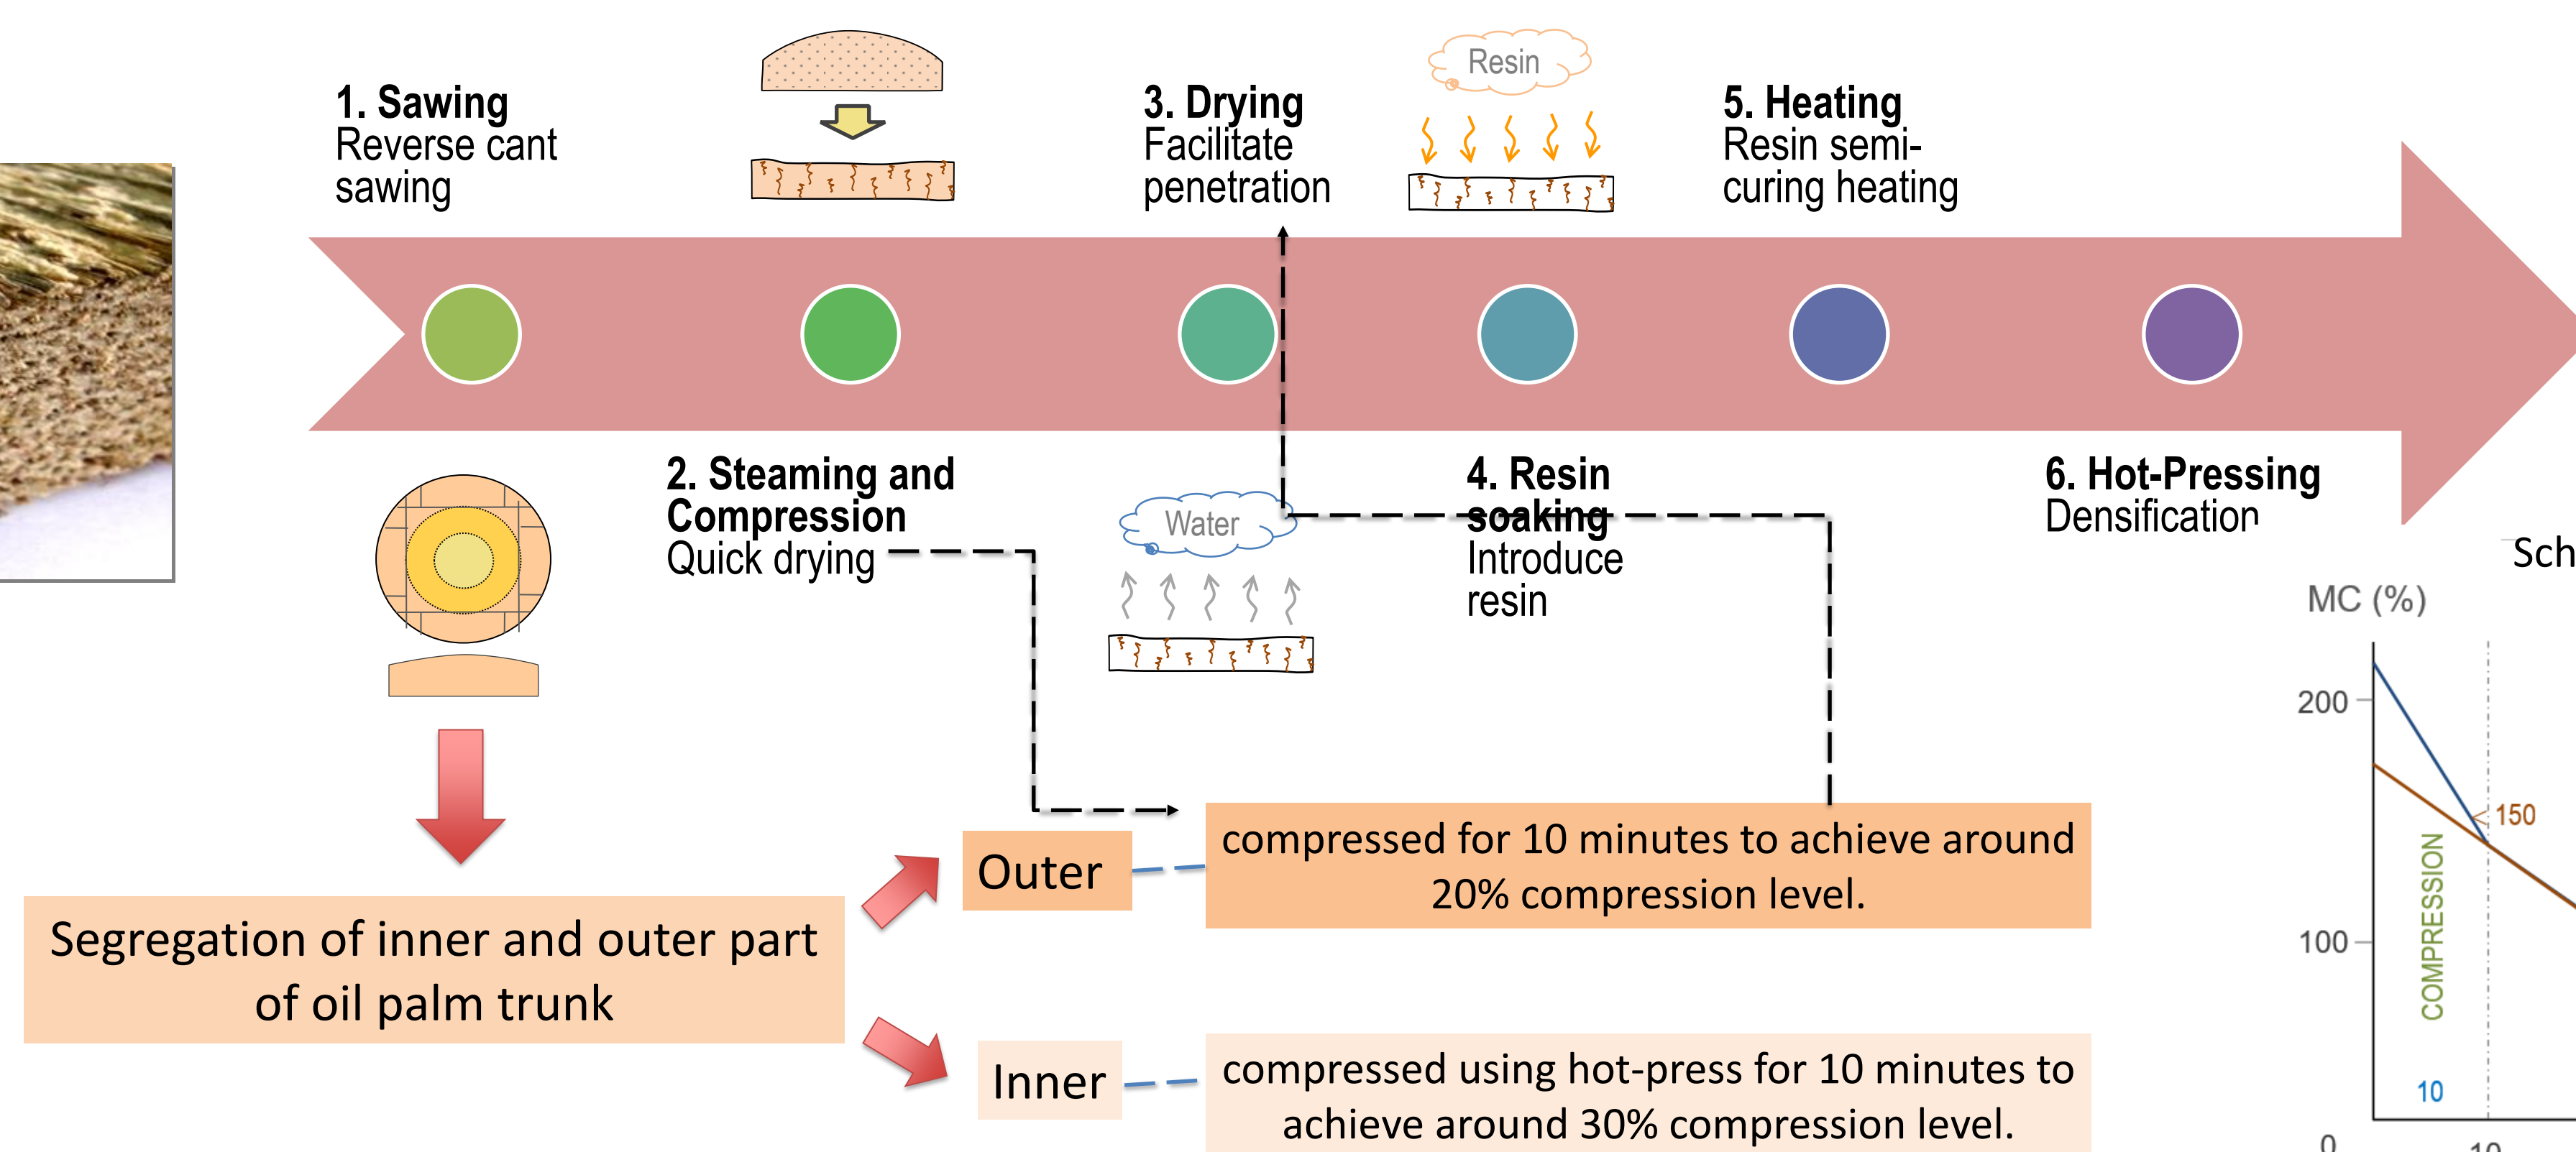 1. Sawing
Reverse cant
sawing
3. Drying
Facilitate
penetration
Resin
5. Heating
Resin semi-
curing heating
2. Steaming and
Compression
Quick drying
Water
4. Resin
soaking
Introduce
resin
6. Hot-Pressing
Densification
Segregation of inner and outer part
of oil palm trunk
Outer
compressed for 10 minutes to achieve around
20% compression level.
Inner
compressed using hot-press for 10 minutes to
achieve around 30% compression level.
Sch
MC (%)
200
150
100
COMPRESSION
10
0
10